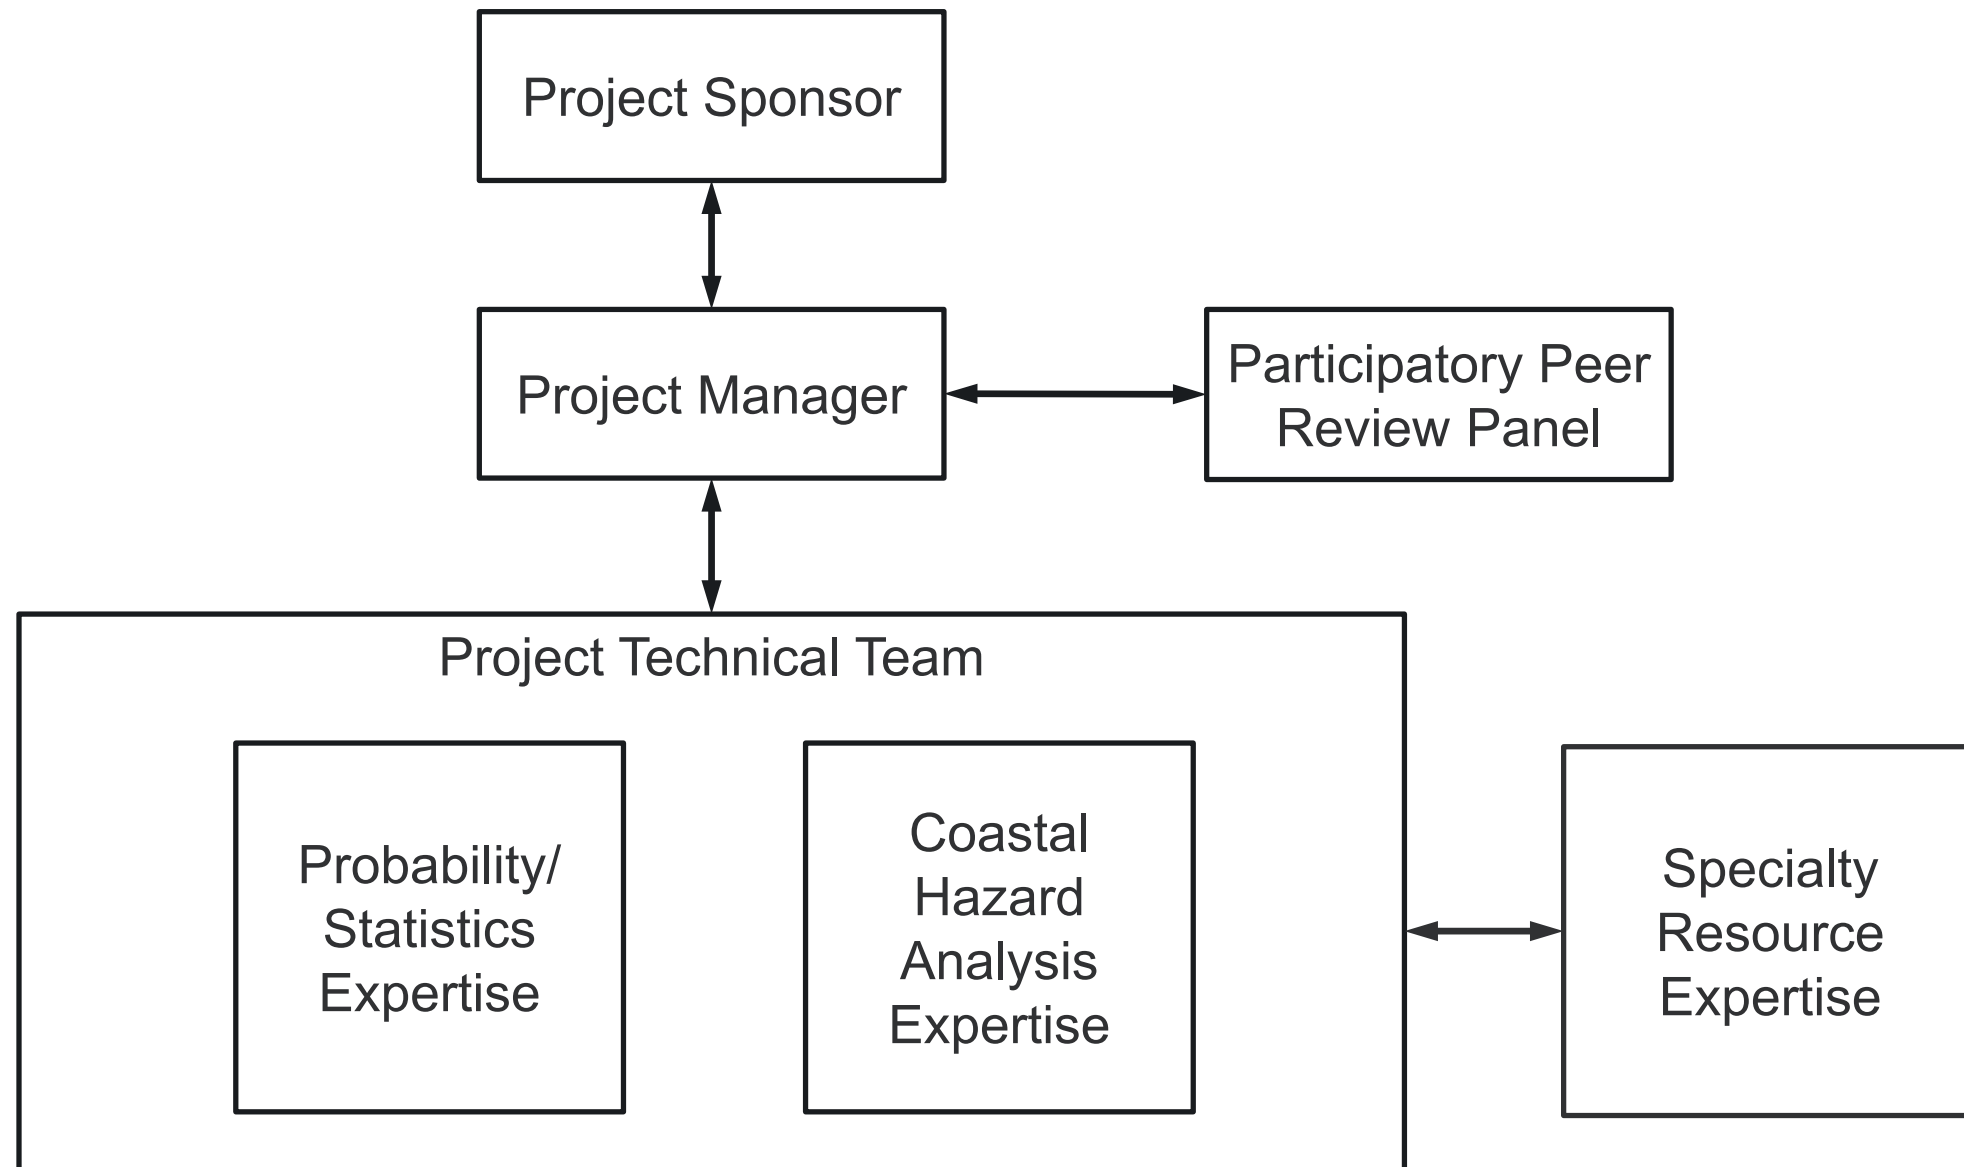 Project Sponsor
Project Manager
Participatory Peer
Review Panel
Project Technical Team
Probability/
Statistics
Expertise
Coastal
Hazard
Analysis
Expertise
Specialty
Resource
Expertise